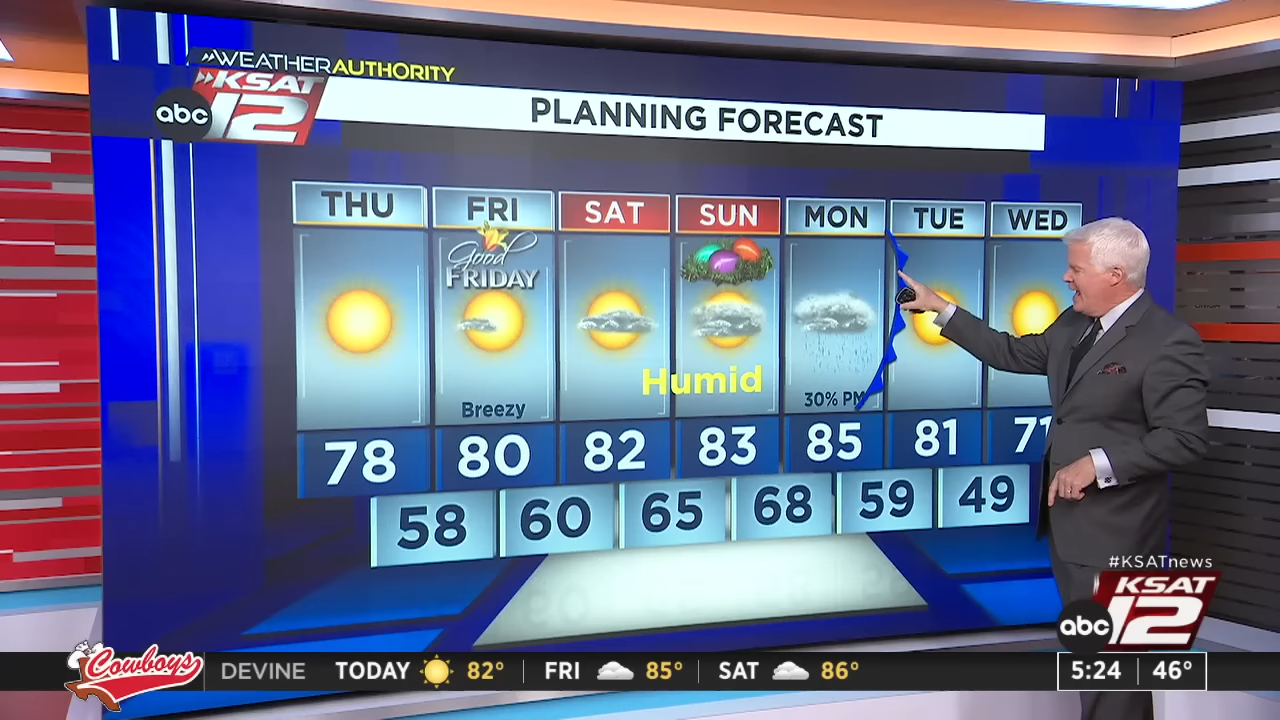 WEATHERAUTHORITY
KSAT
abc 12
PLANNING FORECAST
THU FRI SAT SUN MON TUE WED
Good
FRIDAY
Humid
Breezy
30% PM
78 80 82 83 85 81 71
58 60 65 68 59 49
#KSATnews
KSAT
abc 12
Cowboys DEVINE TODAY 82° FRI 85° SAT 86° 5:24 46°